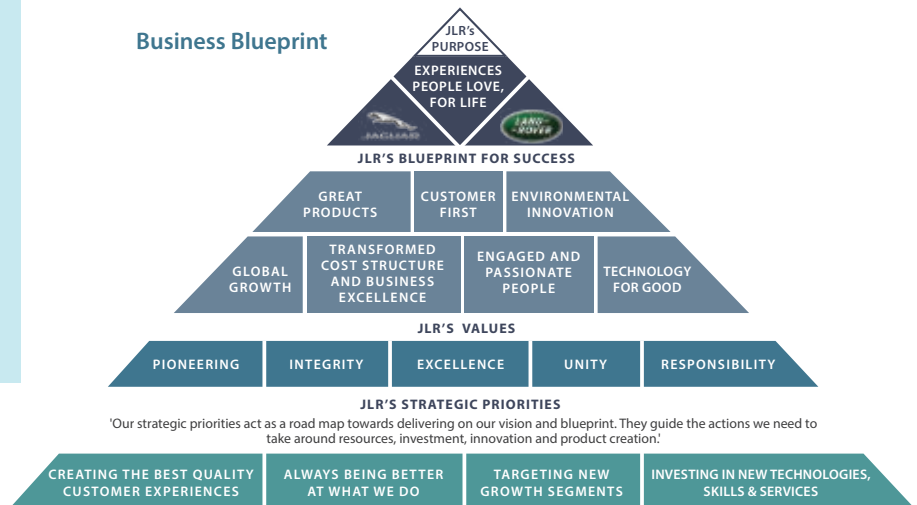 Business Blueprint
JLR's
PURPOSE
EXPERIENCES
PEOPLE LOVE,
FOR LIFE
JAGUAR
LAND-
-ROVER
JLR'S BLUEPRINT FOR SUCCESS
GREAT
PRODUCTS
CUSTOMER
FIRST
ENVIRONMENTAL
INNOVATION
GLOBAL
GROWTH
TRANSFORMED
COST STRUCTURE
AND BUSINESS
EXCELLENCE
ENGAGED AND
PASSIONATE
PEOPLE
TECHNOLOGY
FOR GOOD
JLR'S VALUES
PIONEERING
INTEGRITY
EXCELLENCE
UNITY
RESPONSIBILITY
JLR'S STRATEGIC PRIORITIES
'Our strategic priorities act as a road map towards delivering on our vision and blueprint. They guide the actions we need to
take around resources, investment, innovation and product creation.'
CREATING THE BEST QUALITY
CUSTOMER EXPERIENCES
ALWAYS BEING BETTER
AT WHAT WE DO
TARGETING NEW
GROWTH SEGMENTS
INVESTING IN NEW TECHNOLOGIES,
SKILLS & SERVICES